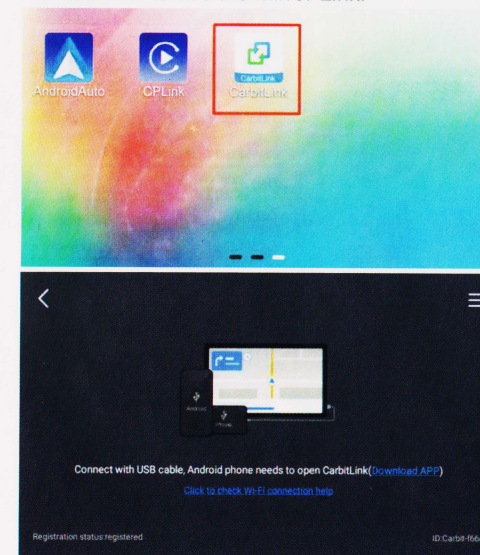 AndroidAuto
CPLink
CarbitLink
CarbitLink
Android
Phone
Connect with USB cable, Android phone needs to open CarbitLink(Download APP)
Click to check Wi-Fi connection help
Registration status:registered
ID:Carbit-f66